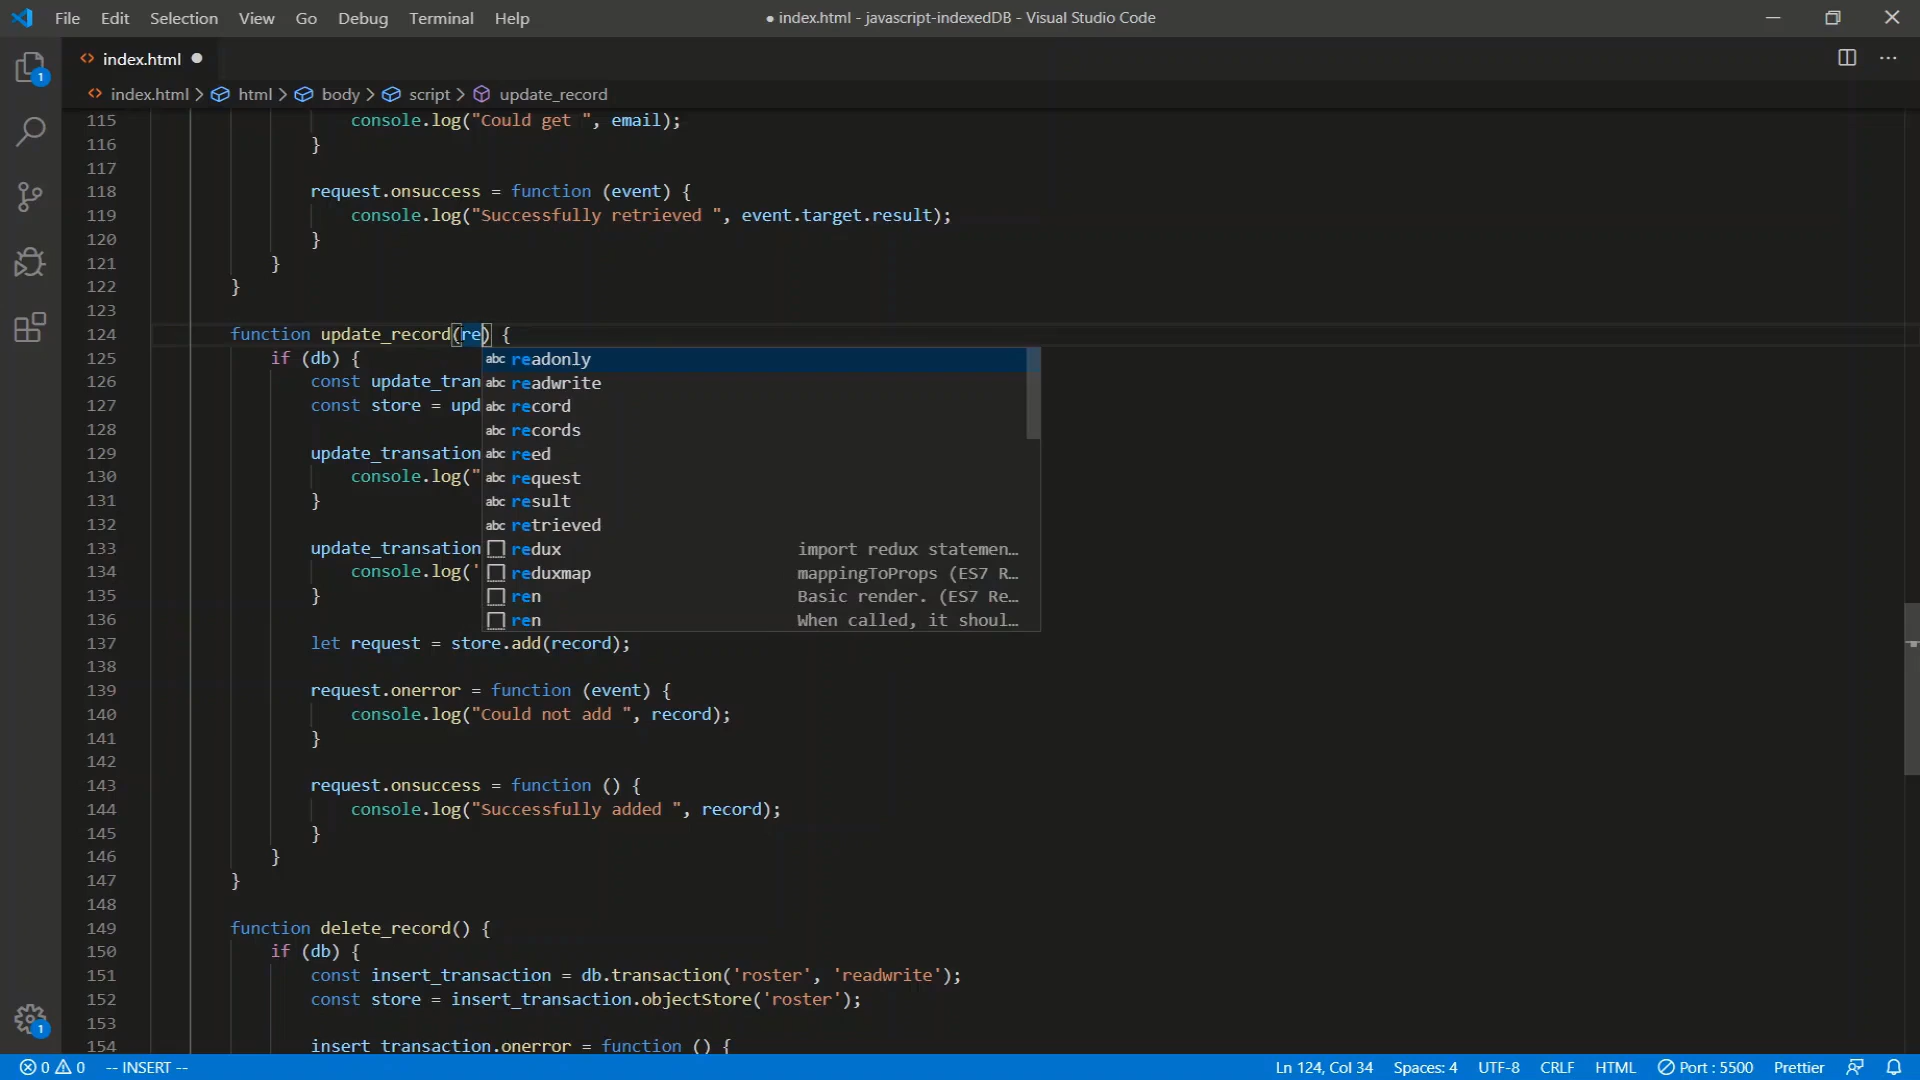 File Edit Selection View Go Debug Terminal Help
● index.html - javascript-indexedDB - Visual Studio Code
index.html
index.html > html > body > script > update_record
1
115 console.log("Could get ", email);
116 }
117
118 request.onsuccess = function (event) {
119 console.log("Successfully retrieved ", event.target.result);
120 }
121 }
122 }
123
124 function update_record(re) {
125 if (db) {
126 const update_tran
127 const store = upd
128
129 update_transation
130 console.log("
131 }
132
133 update_transation
134 console.log('
135 }
136
abc readonly
abc readwrite
abc record
abc records
abc reed
abc request
abc result
abc retrieved
redux import redux statemen…
reduxmap mappingToProps (ES7 R…
ren Basic render. (ES7 Re…
ren When called, it shoul…
137 let request = store.add(record);
138
139 request.onerror = function (event) {
140 console.log("Could not add ", record);
141 }
142
143 request.onsuccess = function () {
144 console.log("Successfully added ", record);
145 }
146 }
147 }
148
149 function delete_record() {
150 if (db) {
151 const insert_transaction = db.transaction('roster', 'readwrite');
152 const store = insert_transaction.objectStore('roster');
153
154 insert_transaction.onerror = function () {
1
0 0 -- INSERT -- Ln 124, Col 34 Spaces: 4 UTF-8 CRLF HTML Port : 5500 Prettier